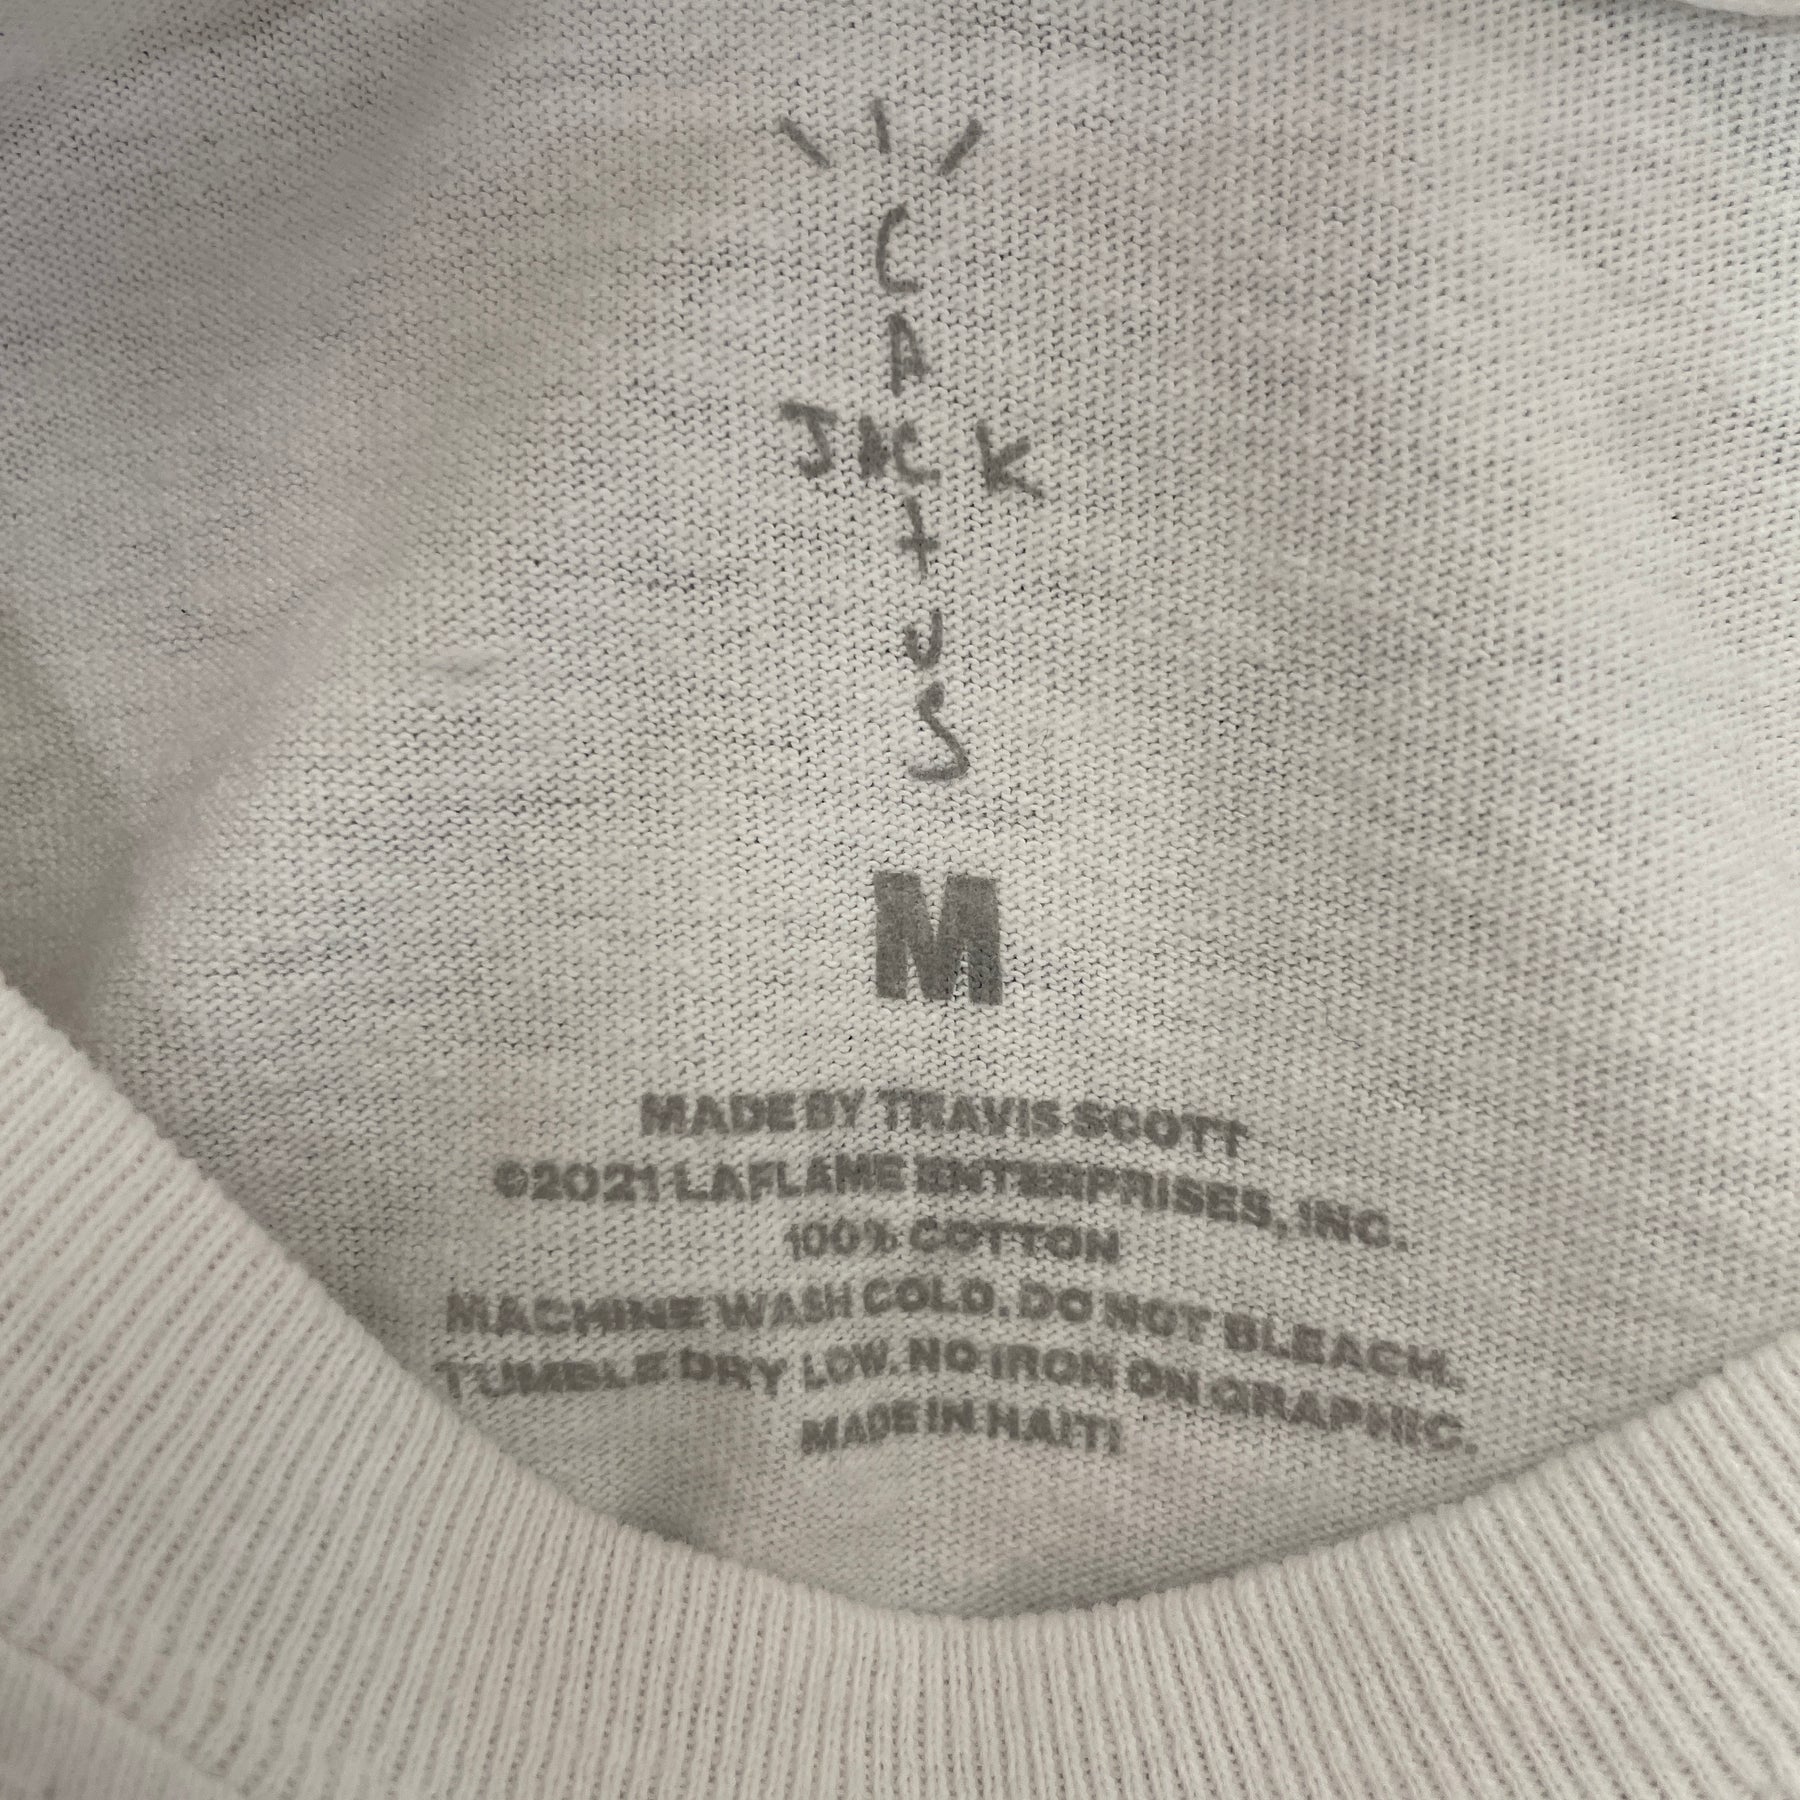 CACTUS
JACK
M
MADE BY TRAVIS SCOTT
©2021 LAFLAME ENTERPRISES, INC.
100% COTTON
MACHINE WASH COLD. DO NOT BLEACH.
TUMBLE DRY LOW. NO IRON ON GRAPHIC.
MADE IN HAITI